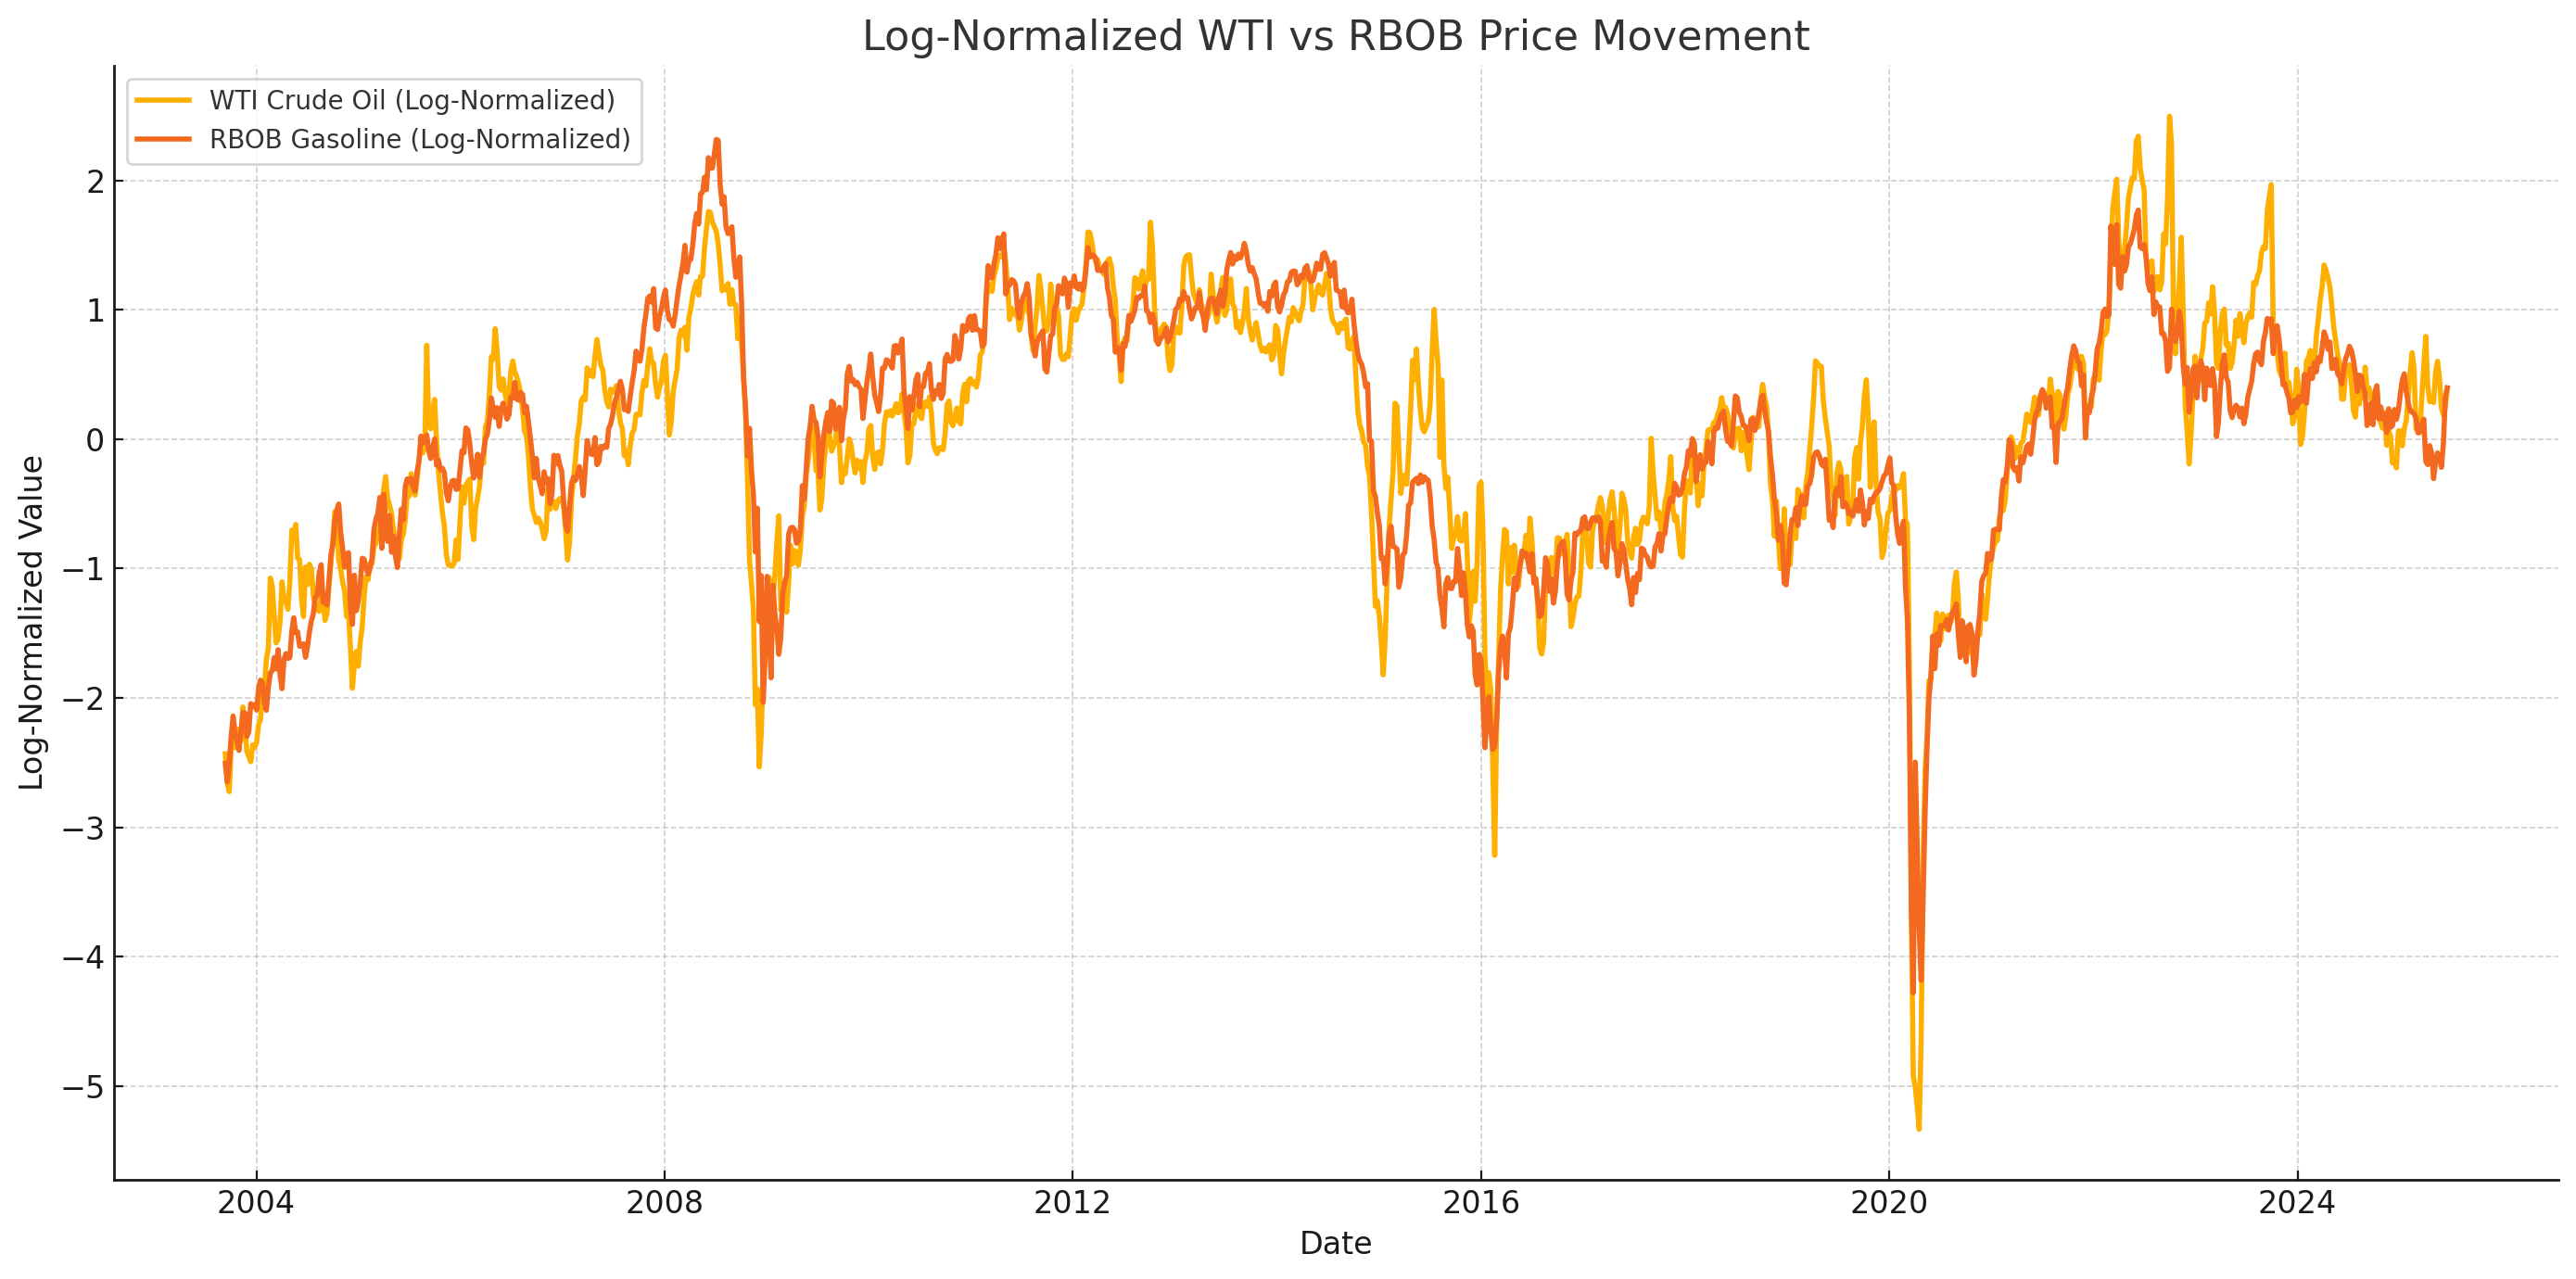 Log-Normalized WTI vs RBOB Price Movement
WTI Crude Oil (Log-Normalized)
RBOB Gasoline (Log-Normalized)
Log-Normalized Value
2
1
0
−1
−2
−3
−4
−5
2004
2008
2012
2016
2020
2024
Date